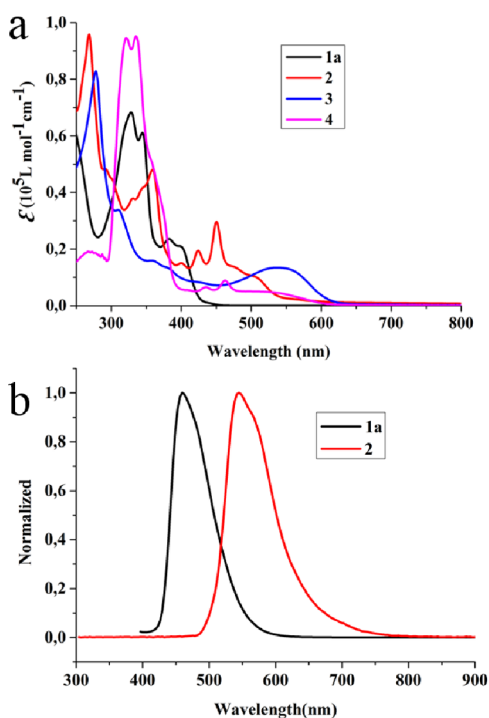 a
1a
2
3
4
ε (10⁵L mol⁻¹cm⁻¹)
1,0
0,8
0,6
0,4
0,2
0,0
300 400 500 600 700 800
Wavelength (nm)
b
1a
2
Normalized
1,0
0,8
0,6
0,4
0,2
0,0
300 400 500 600 700 800 900
Wavelength(nm)